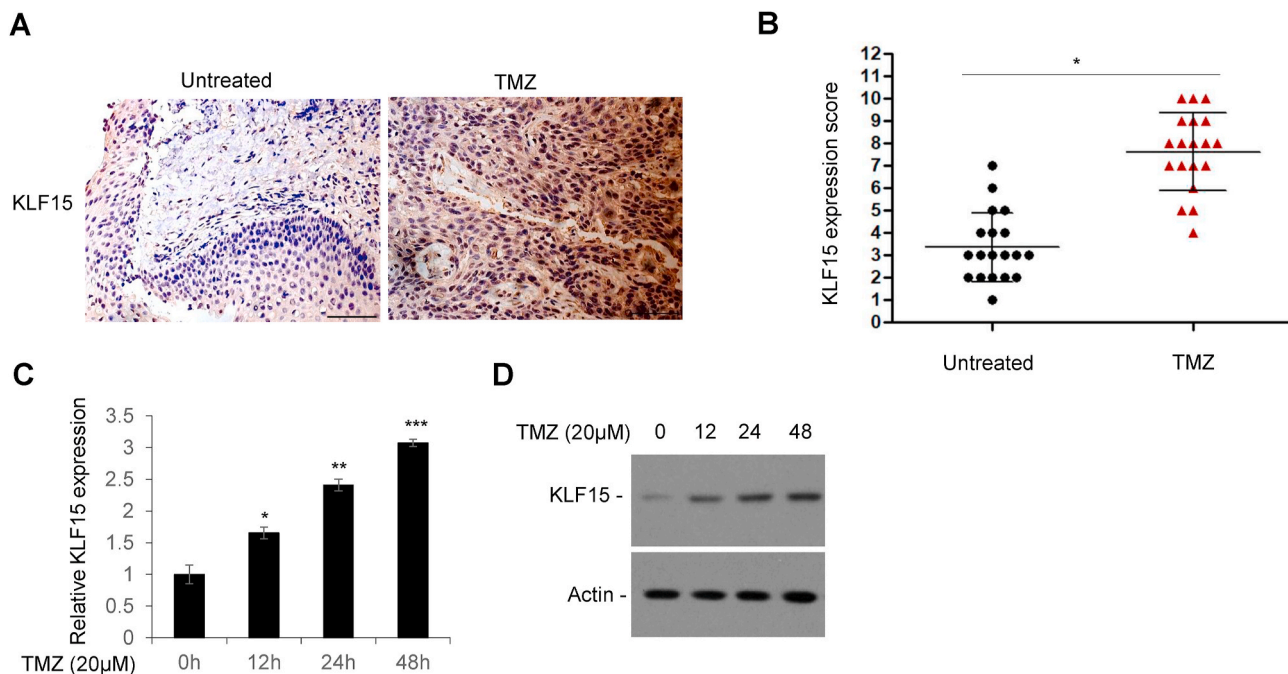 A
Untreated
TMZ
KLF15
B
KLF15 expression score
12
11
10
9
8
7
6
5
4
3
2
1
0
*
Untreated
TMZ
C
Relative KLF15 expression
3.5
3
2.5
2
1.5
1
0.5
0
*
**
***
TMZ (20μM)
0h
12h
24h
48h
D
TMZ (20μM) 0 12 24 48
KLF15 -
Actin -